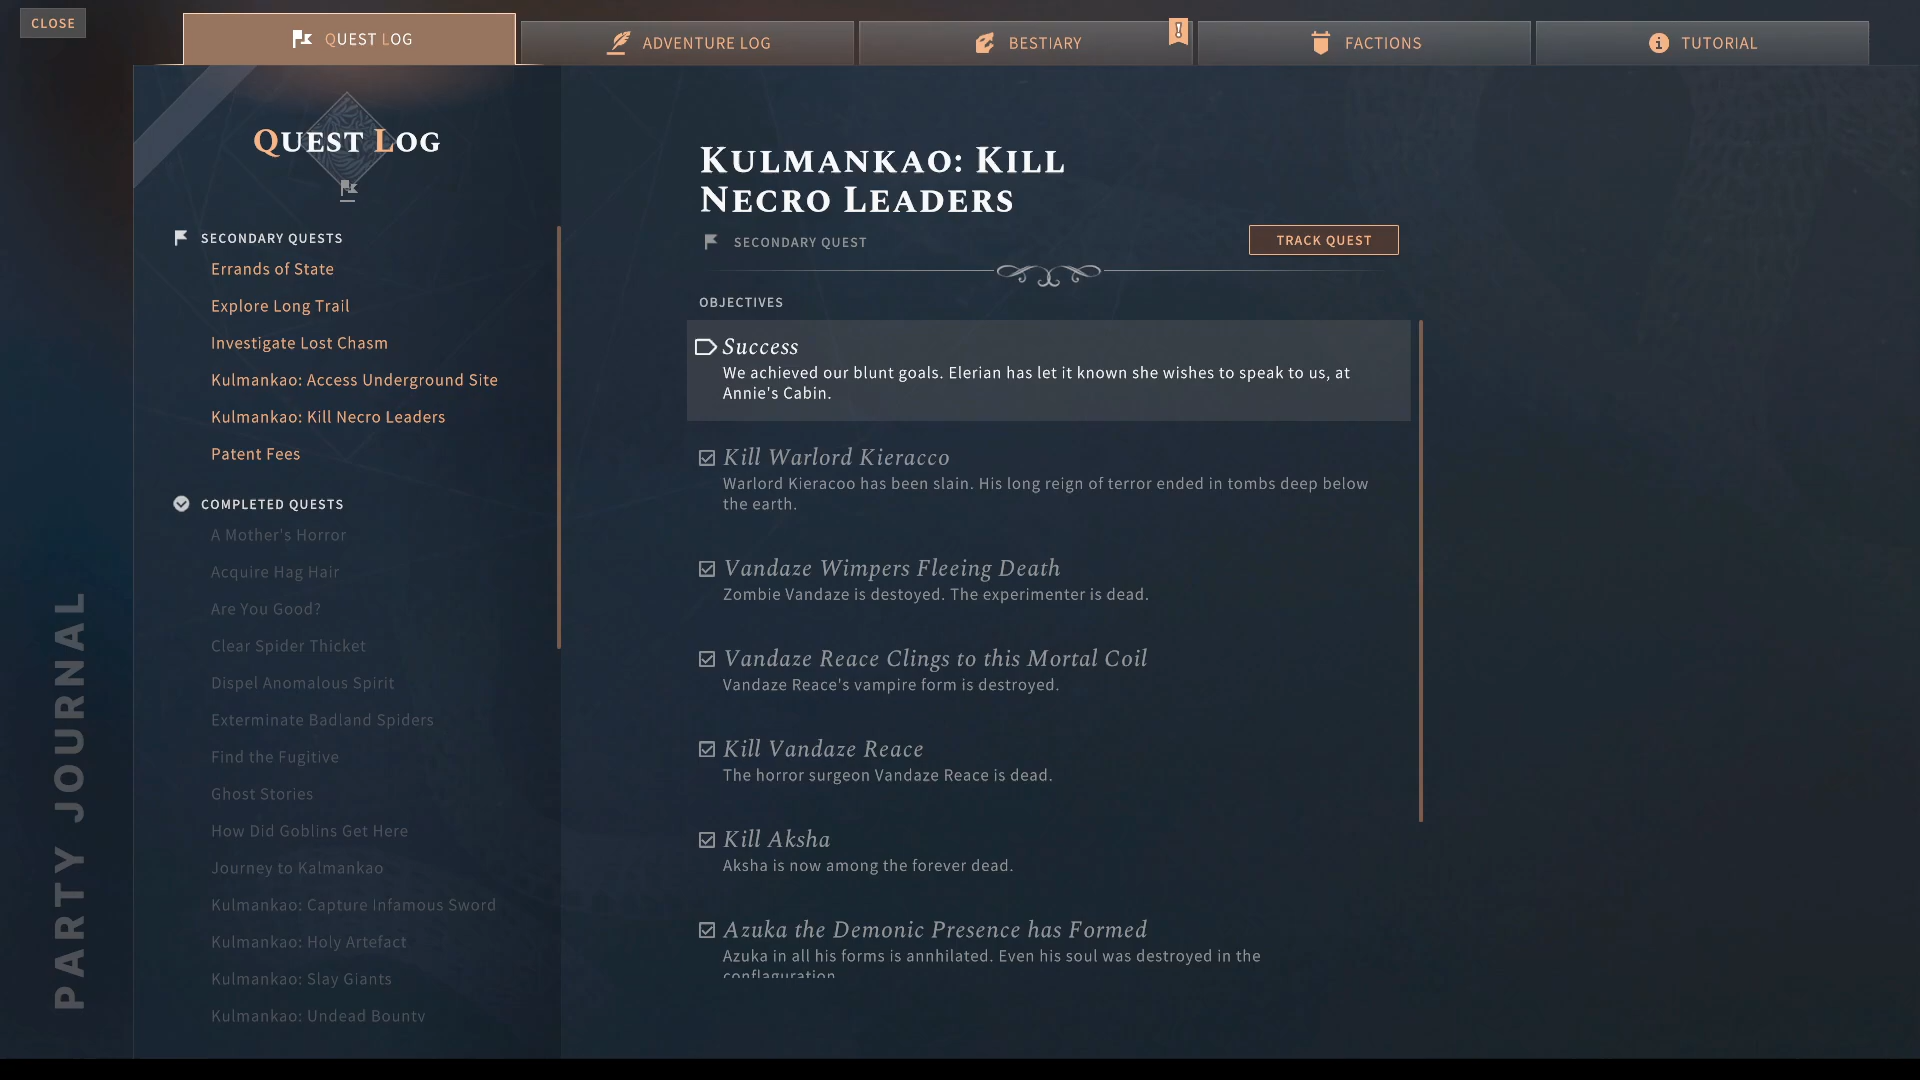 CLOSE
QUEST LOG
ADVENTURE LOG
BESTIARY
FACTIONS
TUTORIAL
QUEST LOG
SECONDARY QUESTS
Errands of State
Explore Long Trail
Investigate Lost Chasm
Kulmankao: Access Underground Site
Kulmankao: Kill Necro Leaders
Patent Fees
COMPLETED QUESTS
A Mother's Horror
Acquire Hag Hair
Are You Good?
Clear Spider Thicket
Dispel Anomalous Spirit
Exterminate Badland Spiders
Find the Fugitive
Ghost Stories
How Did Goblins Get Here
Journey to Kalmankao
Kulmankao: Capture Infamous Sword
Kulmankao: Holy Artefact
Kulmankao: Slay Giants
Kulmankao: Undead Bounty
PARTY JOURNAL
KULMANKAO: KILL
NECRO LEADERS
SECONDARY QUEST
TRACK QUEST
OBJECTIVES
Success
We achieved our blunt goals. Elerian has let it known she wishes to speak to us, at
Annie's Cabin.
Kill Warlord Kieracco
Warlord Kieracoo has been slain. His long reign of terror ended in tombs deep below
the earth.
Vandaze Wimpers Fleeing Death
Zombie Vandaze is destoyed. The experimenter is dead.
Vandaze Reace Clings to this Mortal Coil
Vandaze Reace's vampire form is destroyed.
Kill Vandaze Reace
The horror surgeon Vandaze Reace is dead.
Kill Aksha
Aksha is now among the forever dead.
Azuka the Demonic Presence has Formed
Azuka in all his forms is annhilated. Even his soul was destroyed in the
conflaguration.